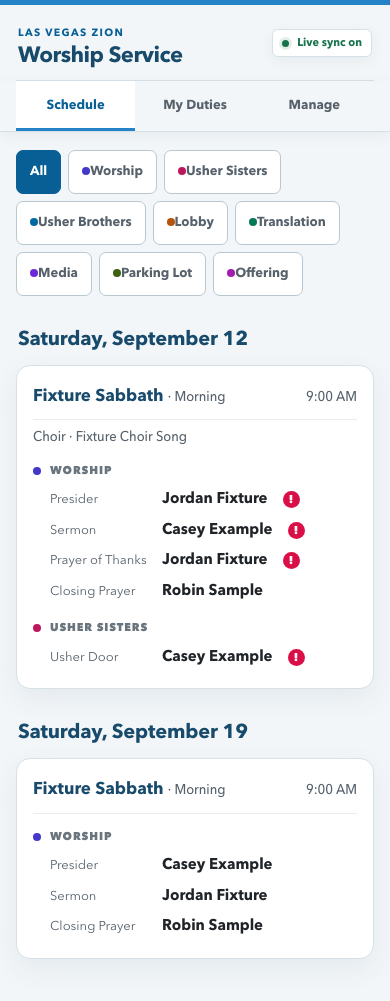 LAS VEGAS ZION
Worship Service
Live sync on
Schedule My Duties Manage
All Worship Usher Sisters
Usher Brothers Lobby Translation
Media Parking Lot Offering
Saturday, September 12
Fixture Sabbath · Morning 9:00 AM
Choir · Fixture Choir Song
WORSHIP
Presider Jordan Fixture !
Sermon Casey Example !
Prayer of Thanks Jordan Fixture !
Closing Prayer Robin Sample
USHER SISTERS
Usher Door Casey Example !
Saturday, September 19
Fixture Sabbath · Morning 9:00 AM
WORSHIP
Presider Casey Example
Sermon Jordan Fixture
Closing Prayer Robin Sample